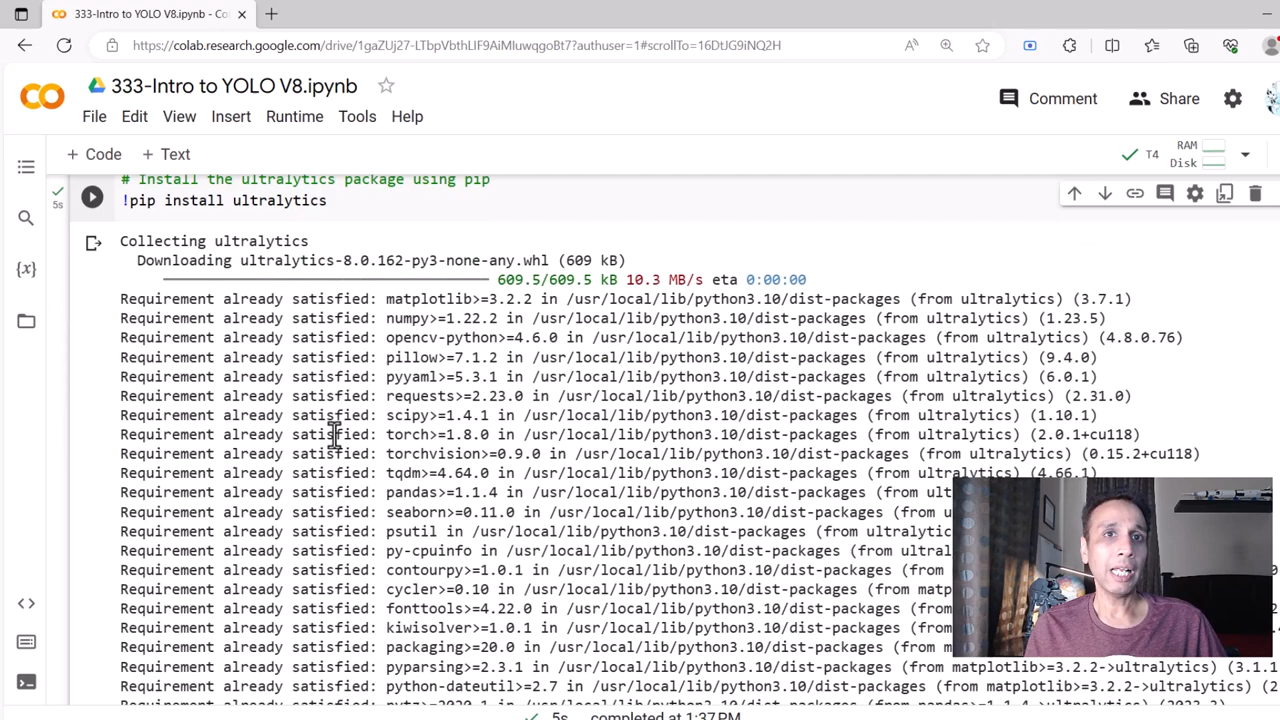 333-Intro to YOLO V8.ipynb - Co
https://colab.research.google.com/drive/1gaZUj27-LTbpVbthLIF9AiMluwqgoBt7?authuser=1#scrollTo=16DtJG9iNQ2H
333-Intro to YOLO V8.ipynb
Comment
Share
File Edit View Insert Runtime Tools Help
+ Code + Text
T4
RAM
Disk
# Install the ultralytics package using pip
!pip install ultralytics
5s
Collecting ultralytics
Downloading ultralytics-8.0.162-py3-none-any.whl (609 kB)
609.5/609.5 kB 10.3 MB/s eta 0:00:00
Requirement already satisfied: matplotlib>=3.2.2 in /usr/local/lib/python3.10/dist-packages (from ultralytics) (3.7.1)
Requirement already satisfied: numpy>=1.22.2 in /usr/local/lib/python3.10/dist-packages (from ultralytics) (1.23.5)
Requirement already satisfied: opencv-python>=4.6.0 in /usr/local/lib/python3.10/dist-packages (from ultralytics) (4.8.0.76)
Requirement already satisfied: pillow>=7.1.2 in /usr/local/lib/python3.10/dist-packages (from ultralytics) (9.4.0)
Requirement already satisfied: pyyaml>=5.3.1 in /usr/local/lib/python3.10/dist-packages (from ultralytics) (6.0.1)
Requirement already satisfied: requests>=2.23.0 in /usr/local/lib/python3.10/dist-packages (from ultralytics) (2.31.0)
Requirement already satisfied: scipy>=1.4.1 in /usr/local/lib/python3.10/dist-packages (from ultralytics) (1.10.1)
Requirement already satisfied: torch>=1.8.0 in /usr/local/lib/python3.10/dist-packages (from ultralytics) (2.0.1+cu118)
Requirement already satisfied: torchvision>=0.9.0 in /usr/local/lib/python3.10/dist-packages (from ultralytics) (0.15.2+cu118)
Requirement already satisfied: tqdm>=4.64.0 in /usr/local/lib/python3.10/dist-packages (from ultralytics) (4.66.1)
Requirement already satisfied: pandas>=1.1.4 in /usr/local/lib/python3.10/dist-packages (from ul
Requirement already satisfied: seaborn>=0.11.0 in /usr/local/lib/python3.10/dist-packages (from u
Requirement already satisfied: psutil in /usr/local/lib/python3.10/dist-packages (from ultralytic
Requirement already satisfied: py-cpuinfo in /usr/local/lib/python3.10/dist-packages (from ultral
Requirement already satisfied: contourpy>=1.0.1 in /usr/local/lib/python3.10/dist-packages (from
Requirement already satisfied: cycler>=0.10 in /usr/local/lib/python3.10/dist-packages (from matp
Requirement already satisfied: fonttools>=4.22.0 in /usr/local/lib/python3.10/dist-packages (from
Requirement already satisfied: kiwisolver>=1.0.1 in /usr/local/lib/python3.10/dist-packages (from
Requirement already satisfied: packaging>=20.0 in /usr/local/lib/python3.10/dist-packages (from m
Requirement already satisfied: pyparsing>=2.3.1 in /usr/local/lib/python3.10/dist-packages (from matplotlib>=3.2.2->ultralytics) (3.1.1
Requirement already satisfied: python-dateutil>=2.7 in /usr/local/lib/python3.10/dist-packages (from matplotlib>=3.2.2->ultralytics) (2
5s completed at 1:37 PM